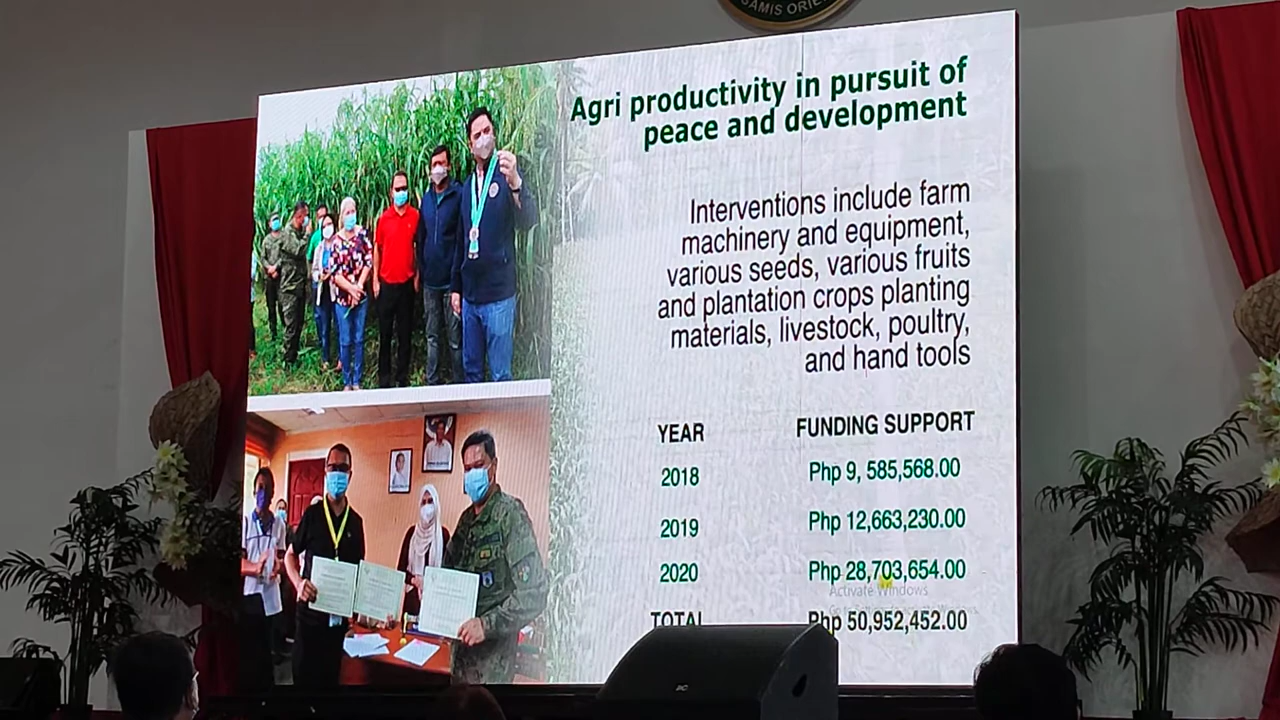 SAMIS ORIE
Agri productivity in pursuit of
peace and development
Interventions include farm
machinery and equipment,
various seeds, various fruits
and plantation crops planting
materials, livestock, poultry,
and hand tools
YEAR FUNDING SUPPORT
2018 Php 9, 585,568.00
2019 Php 12,663,230.00
2020 Php 28,703,654.00
Activate Windows
TOTAL Php 50,952,452.00